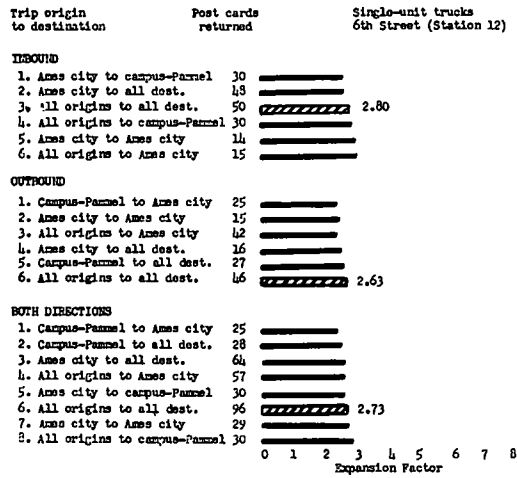 Trip origin Post cards Single-unit trucks
to destination returned 6th Street (Station 12)
INBOUND
1. Ames city to campus-Pammel 30
2. Ames city to all dest. 48
3. All origins to all dest. 50 2.80
4. All origins to campus-Pammel 30
5. Ames city to Ames city 14
6. All origins to Ames city 15
OUTBOUND
1. Campus-Pammel to Ames city 25
2. Ames city to Ames city 15
3. All origins to Ames city 42
4. Ames city to all dest. 16
5. Campus-Pammel to all dest. 27
6. All origins to all dest. 46 2.63
BOTH DIRECTIONS
1. Campus-Pammel to Ames city 25
2. Campus-Pammel to all dest. 28
3. Ames city to all dest. 64
4. All origins to Ames city 57
5. Ames city to campus-Pammel 30
6. All origins to all dest. 96 2.73
7. Ames city to Ames city 29
8. All origins to campus-Pammel 30
0 1 2 3 4 5 6 7 8
Expansion Factor